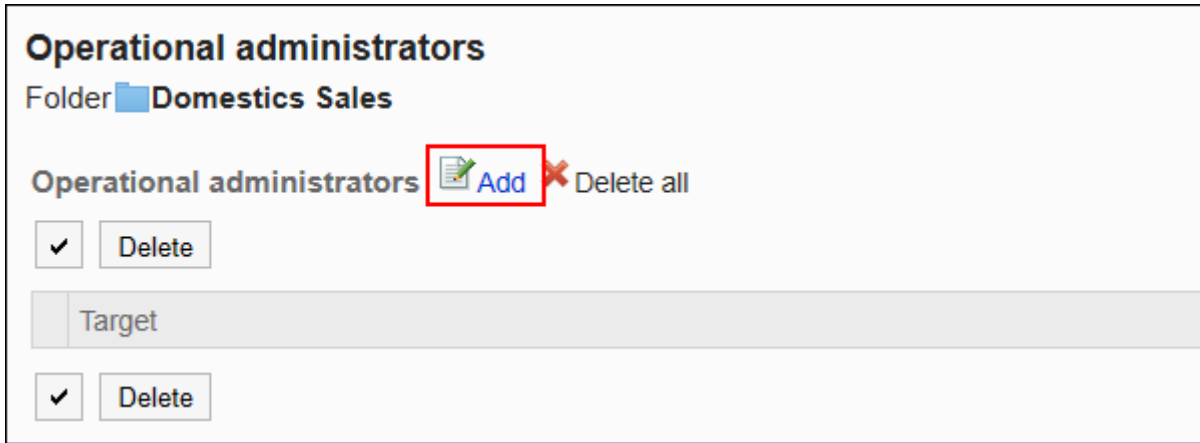 Operational administrators
Folder Domestics Sales
Operational administrators Add Delete all
Delete
Target
Delete